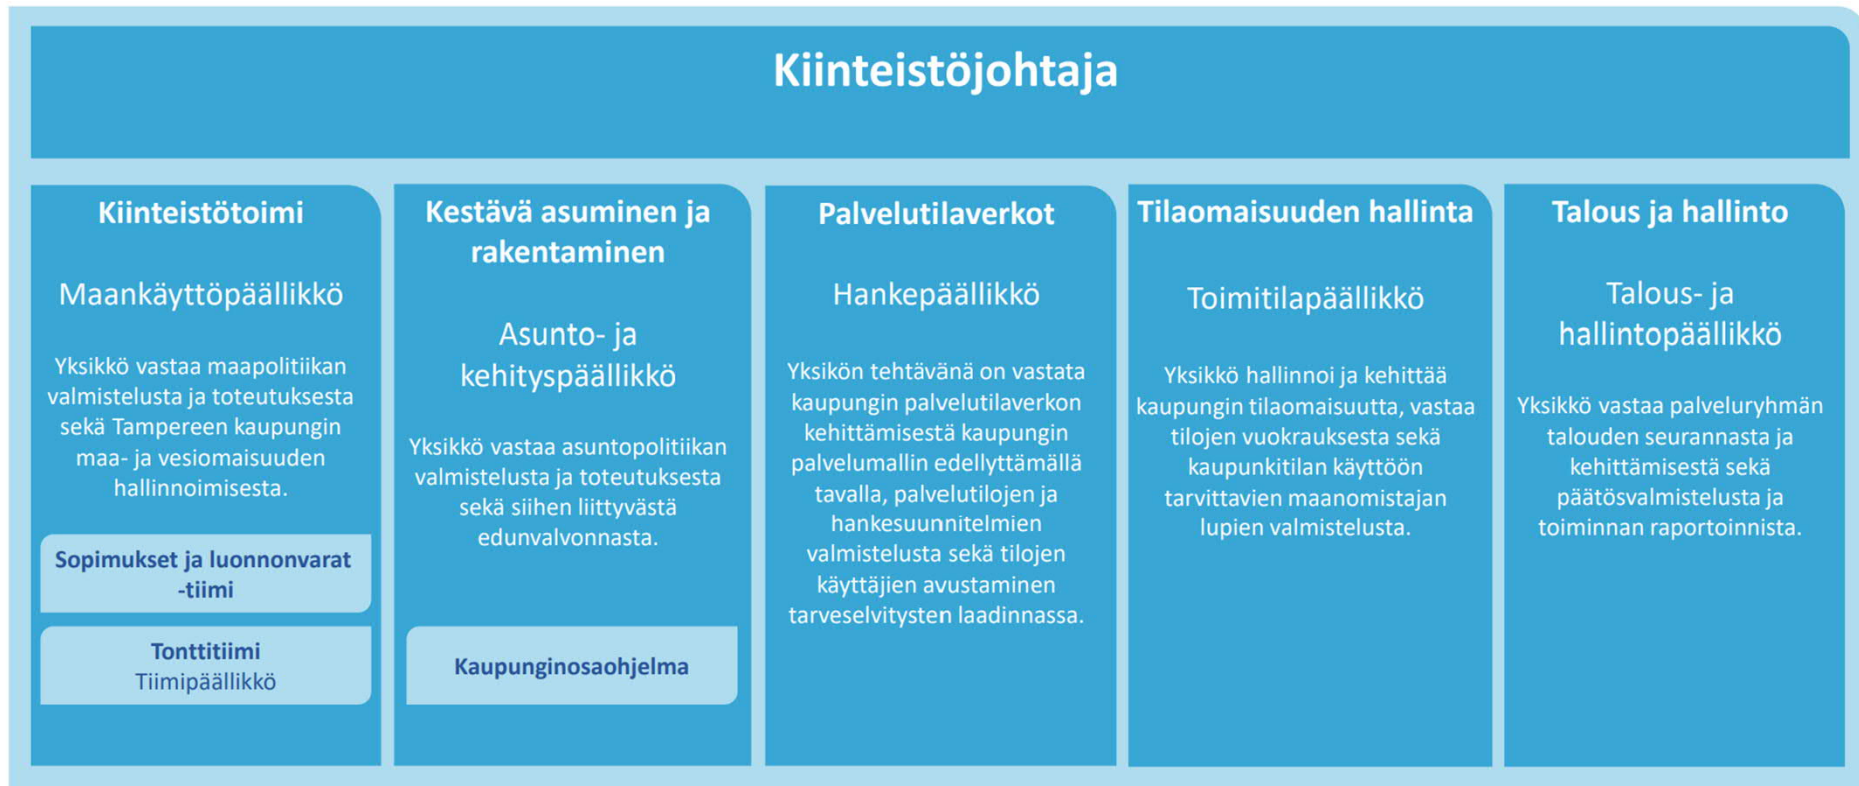 Kiinteistöjohtaja
Kiinteistötoimi
Maankäyttöpäällikkö
Yksikkö vastaa maapolitiikan
valmistelusta ja toteutuksesta
sekä Tampereen kaupungin
maa- ja vesiomaisuuden
hallinnoimisesta.
Sopimukset ja luonnonvarat
-tiimi
Tonttitiimi
Tiimipäällikkö
Kestävä asuminen ja
rakentaminen
Asunto- ja
kehityspäällikkö
Yksikkö vastaa asuntopolitiikan
valmistelusta ja toteutuksesta
sekä siihen liittyvästä
edunvalvonnasta.
Kaupunginosaohjelma
Palvelutilaverkot
Hankepäällikkö
Yksikön tehtävänä on vastata
kaupungin palvelutilaverkon
kehittämisestä kaupungin
palvelumallin edellyttämällä
tavalla, palvelutilojen ja
hankesuunnitelmien
valmistelusta sekä tilojen
käyttäjien avustaminen
tarveselvitysten laadinnassa.
Tilaomaisuuden hallinta
Toimitilapäällikkö
Yksikkö hallinnoi ja kehittää
kaupungin tilaomaisuutta, vastaa
tilojen vuokrauksesta sekä
kaupunkitilan käyttöön
tarvittavien maanomistajan
lupien valmistelusta.
Talous ja hallinto
Talous- ja
hallintopäällikkö
Yksikkö vastaa palveluryhmän
talouden seurannasta ja
kehittämisestä sekä
päätösvalmistelusta ja
toiminnan raportoinnista.